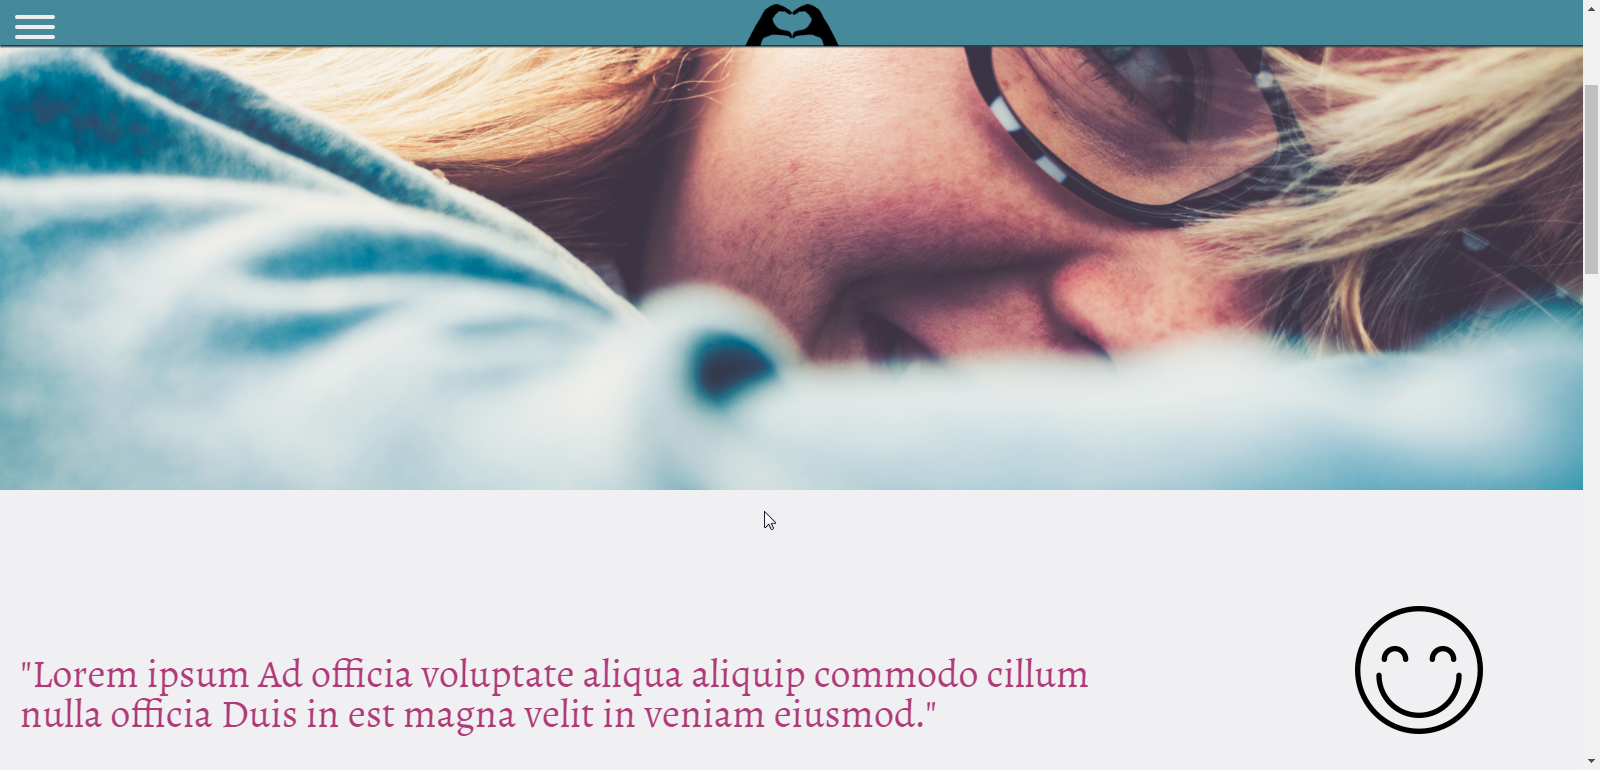 "Lorem ipsum Ad officia voluptate aliqua aliquip commodo cillum
nulla officia Duis in est magna velit in veniam eiusmod."